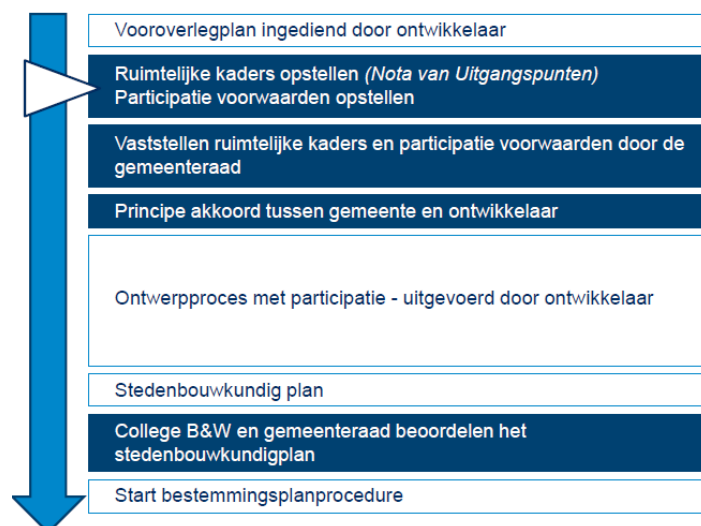 Vooroverlegplan ingediend door ontwikkelaar
Ruimtelijke kaders opstellen (Nota van Uitgangspunten)
Participatie voorwaarden opstellen
Vaststellen ruimtelijke kaders en participatie voorwaarden door de
gemeenteraad
Principe akkoord tussen gemeente en ontwikkelaar
Ontwerpproces met participatie - uitgevoerd door ontwikkelaar
Stedenbouwkundig plan
College B&W en gemeenteraad beoordelen het
stedenbouwkundigplan
Start bestemmingsplanprocedure